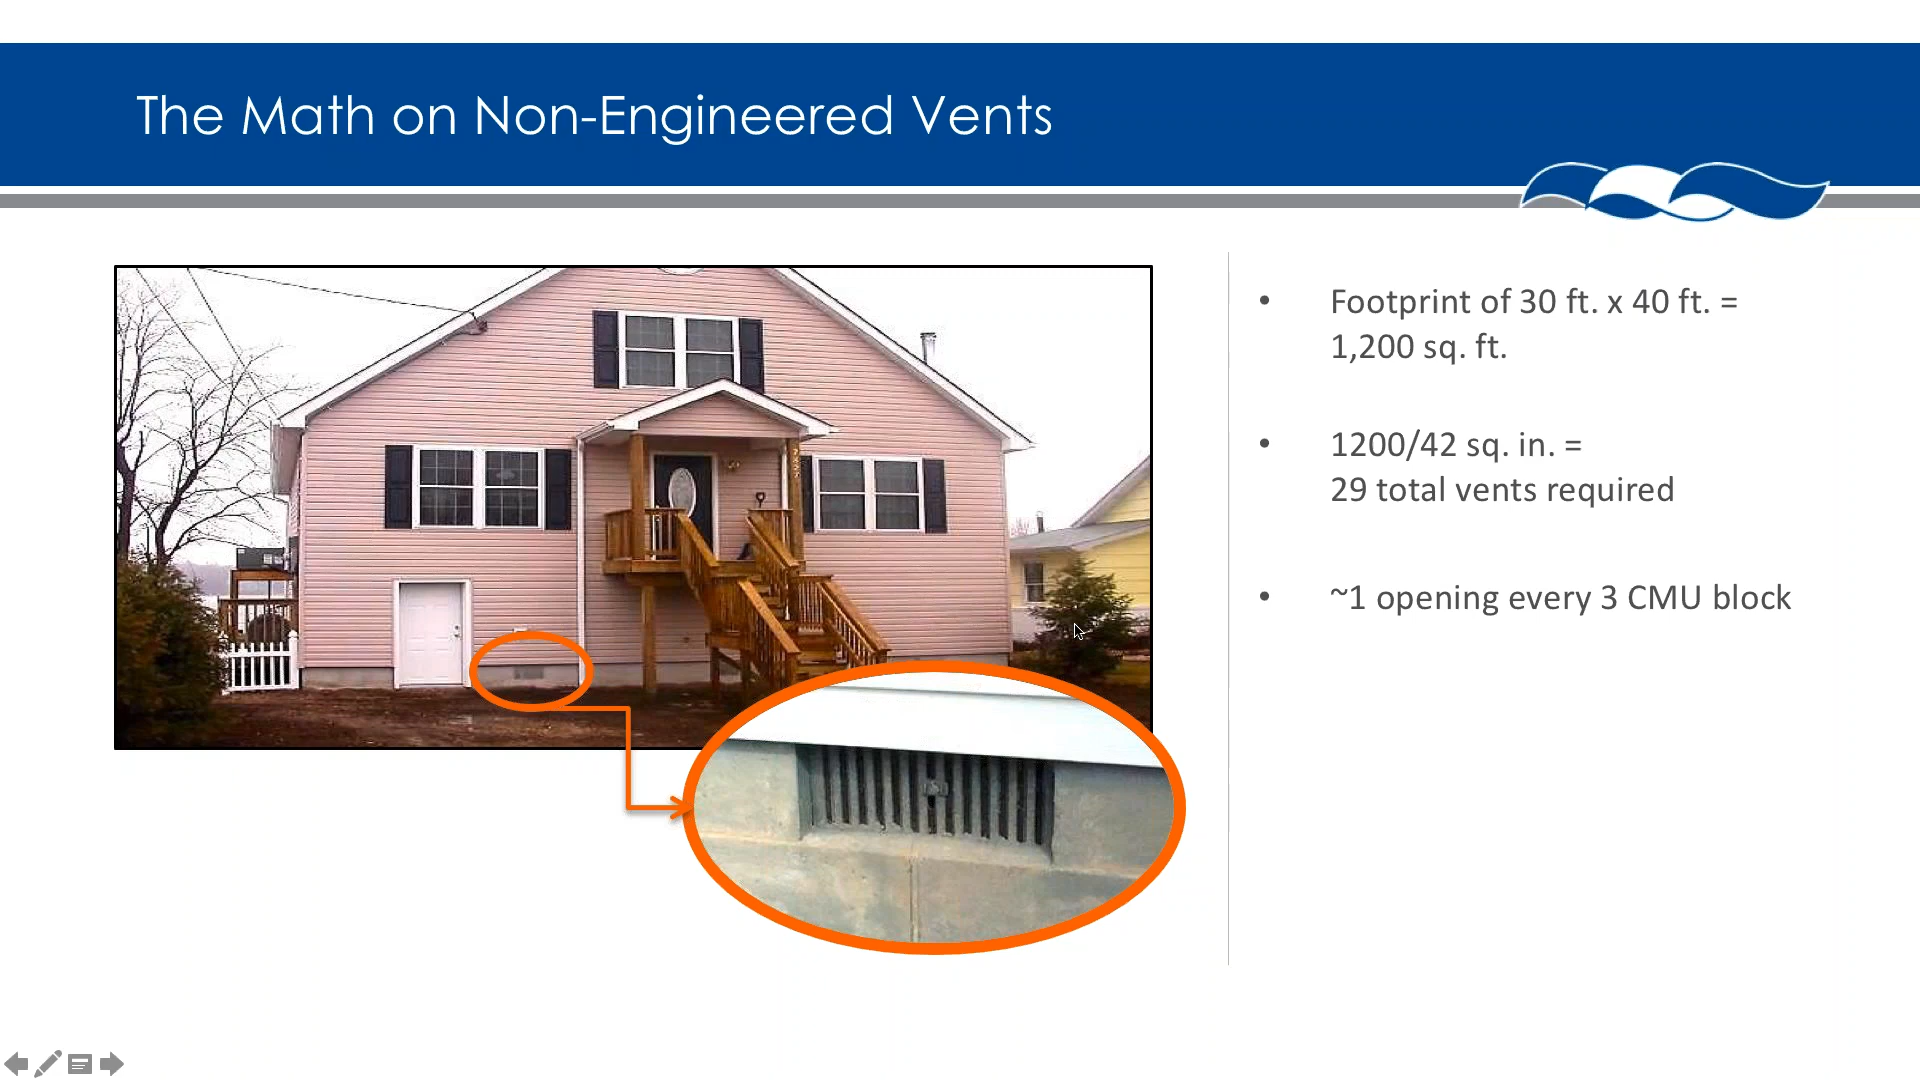 The Math on Non-Engineered Vents
• Footprint of 30 ft. x 40 ft. =
1,200 sq. ft.
• 1200/42 sq. in. =
29 total vents required
• ~1 opening every 3 CMU block